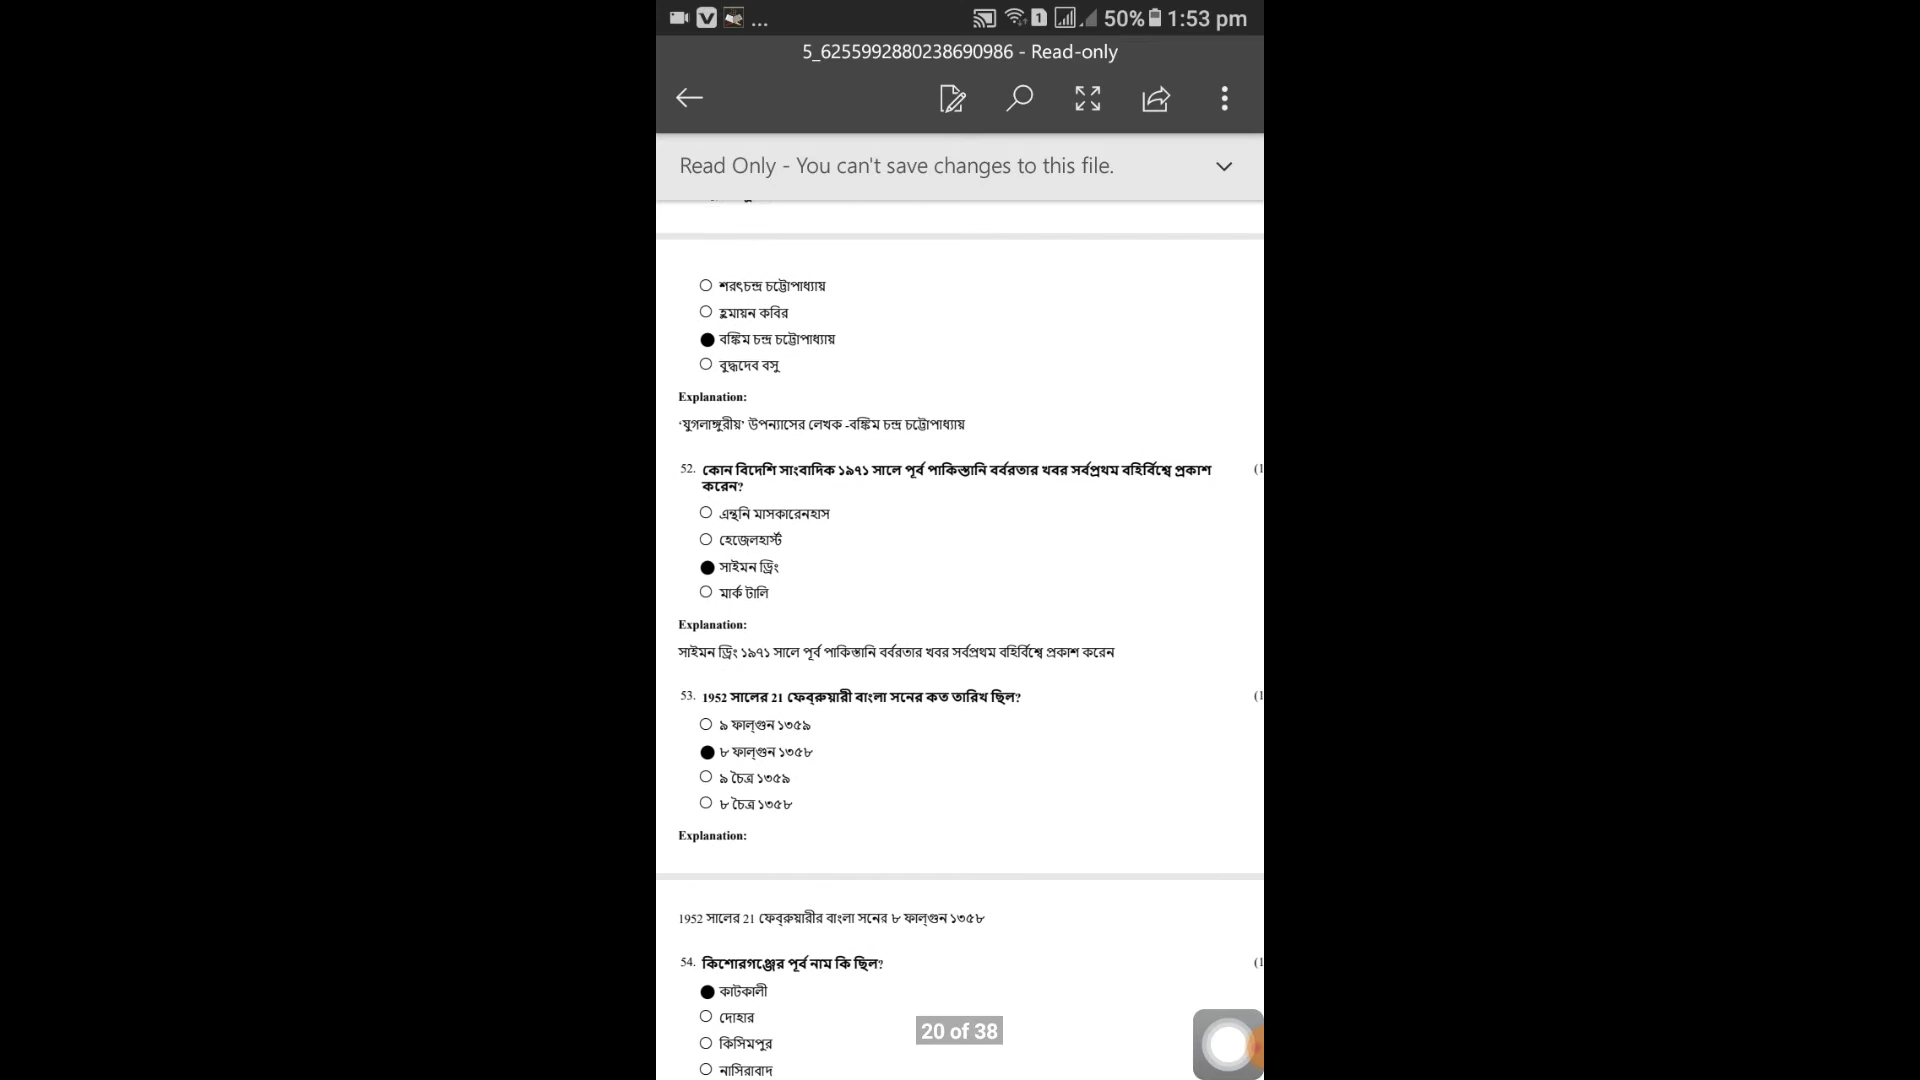 ... 1 50% 1:53 pm
5_6255992880238690986 - Read-only
Read Only - You can't save changes to this file.
শরৎচন্দ্র চট্টোপাধ্যায়
হুমায়ন কবির
বঙ্কিম চন্দ্র চট্টোপাধ্যায়
বুদ্ধদেব বসু
Explanation:
‘যুগলাঙ্গুরীয়’ উপন্যাসের লেখক -বঙ্কিম চন্দ্র চট্টোপাধ্যায়
52. কোন বিদেশি সাংবাদিক ১৯৭১ সালে পূর্ব পাকিস্তানি বর্বরতার খবর সর্বপ্রথম বহির্বিশ্বে প্রকাশ (1
করেন?
এন্থনি মাসকারেনহাস
হেজেলহার্স্ট
সাইমন ড্রিং
মার্ক টালি
Explanation:
সাইমন ড্রিং ১৯৭১ সালে পূর্ব পাকিস্তানি বর্বরতার খবর সর্বপ্রথম বহির্বিশ্বে প্রকাশ করেন
53. 1952 সালের 21 ফেব্রুয়ারী বাংলা সনের কত তারিখ ছিল? (1
৯ ফাল্গুন ১৩৫৯
৮ ফাল্গুন ১৩৫৮
৯ চৈত্র ১৩৫৯
৮ চৈত্র ১৩৫৮
Explanation:
1952 সালের 21 ফেব্রুয়ারীর বাংলা সনের ৮ ফাল্গুন ১৩৫৮
54. কিশোরগঞ্জের পূর্ব নাম কি ছিল? (1
কাটকালী
দোহার
কিসিমপুর
নাসিরাবাদ
20 of 38